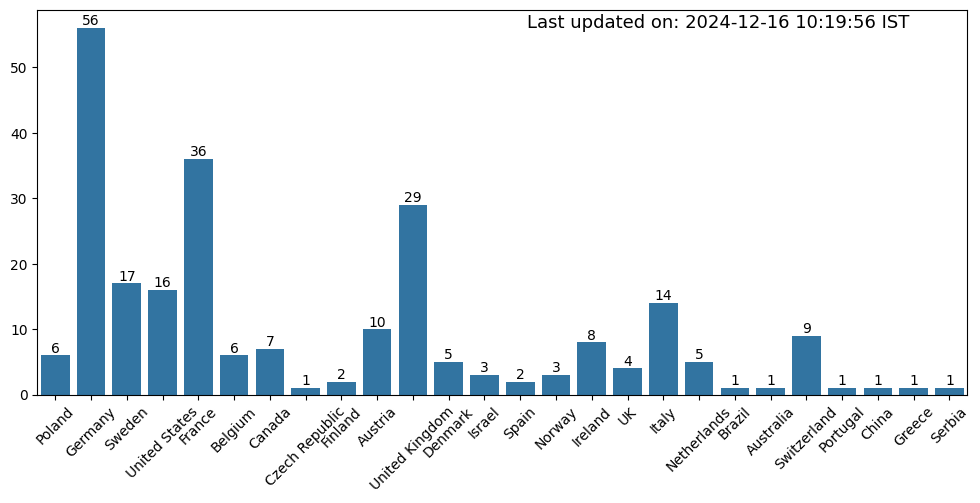 Last updated on: 2024-12-16 10:19:56 IST
50
40
30
20
10
0
6
56
17
16
36
6
7
1
2
10
29
5
3
2
3
8
4
14
5
1
1
9
1
1
1
1
Poland
Germany
Sweden
United States
France
Belgium
Canada
Czech Republic
Finland
Austria
United Kingdom
Denmark
Israel
Spain
Norway
Ireland
UK
Italy
Netherlands
Brazil
Australia
Switzerland
Portugal
China
Greece
Serbia